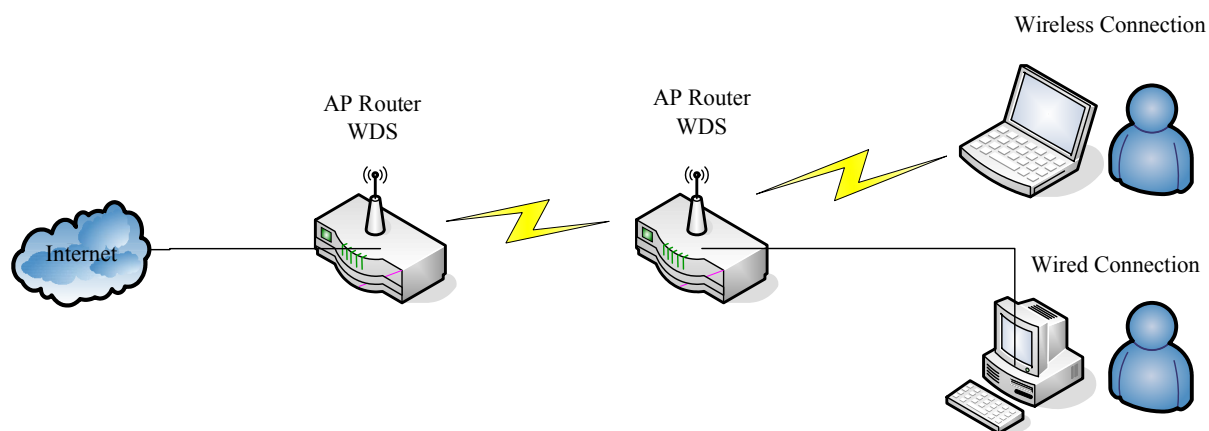 Wireless Connection
AP Router
WDS
AP Router
WDS
Internet
Wired Connection